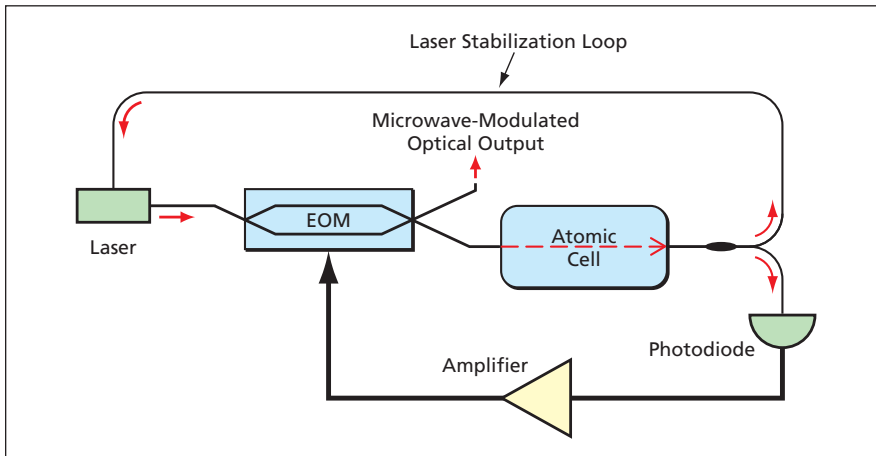 Laser Stabilization Loop
Microwave-Modulated
Optical Output
EOM
Laser
Atomic
Cell
Photodiode
Amplifier